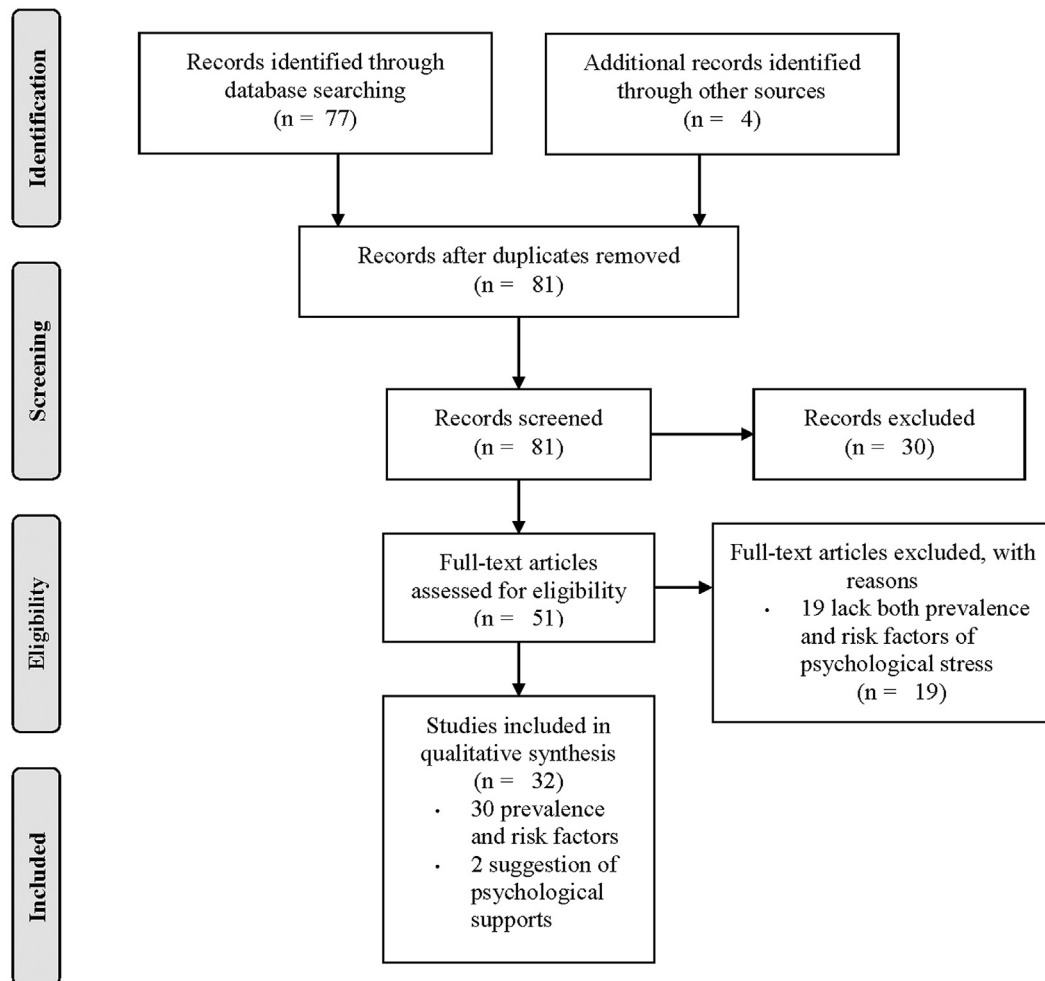 Identification
Records identified through
database searching
(n = 77)
Additional records identified
through other sources
(n = 4)
Records after duplicates removed
(n = 81)
Screening
Records screened
(n = 81)
Records excluded
(n = 30)
Eligibility
Full-text articles
assessed for eligibility
(n = 51)
Full-text articles excluded, with
reasons
· 19 lack both prevalence
and risk factors of
psychological stress
(n = 19)
Included
Studies included in
qualitative synthesis
(n = 32)
· 30 prevalence
and risk factors
· 2 suggestion of
psychological
supports